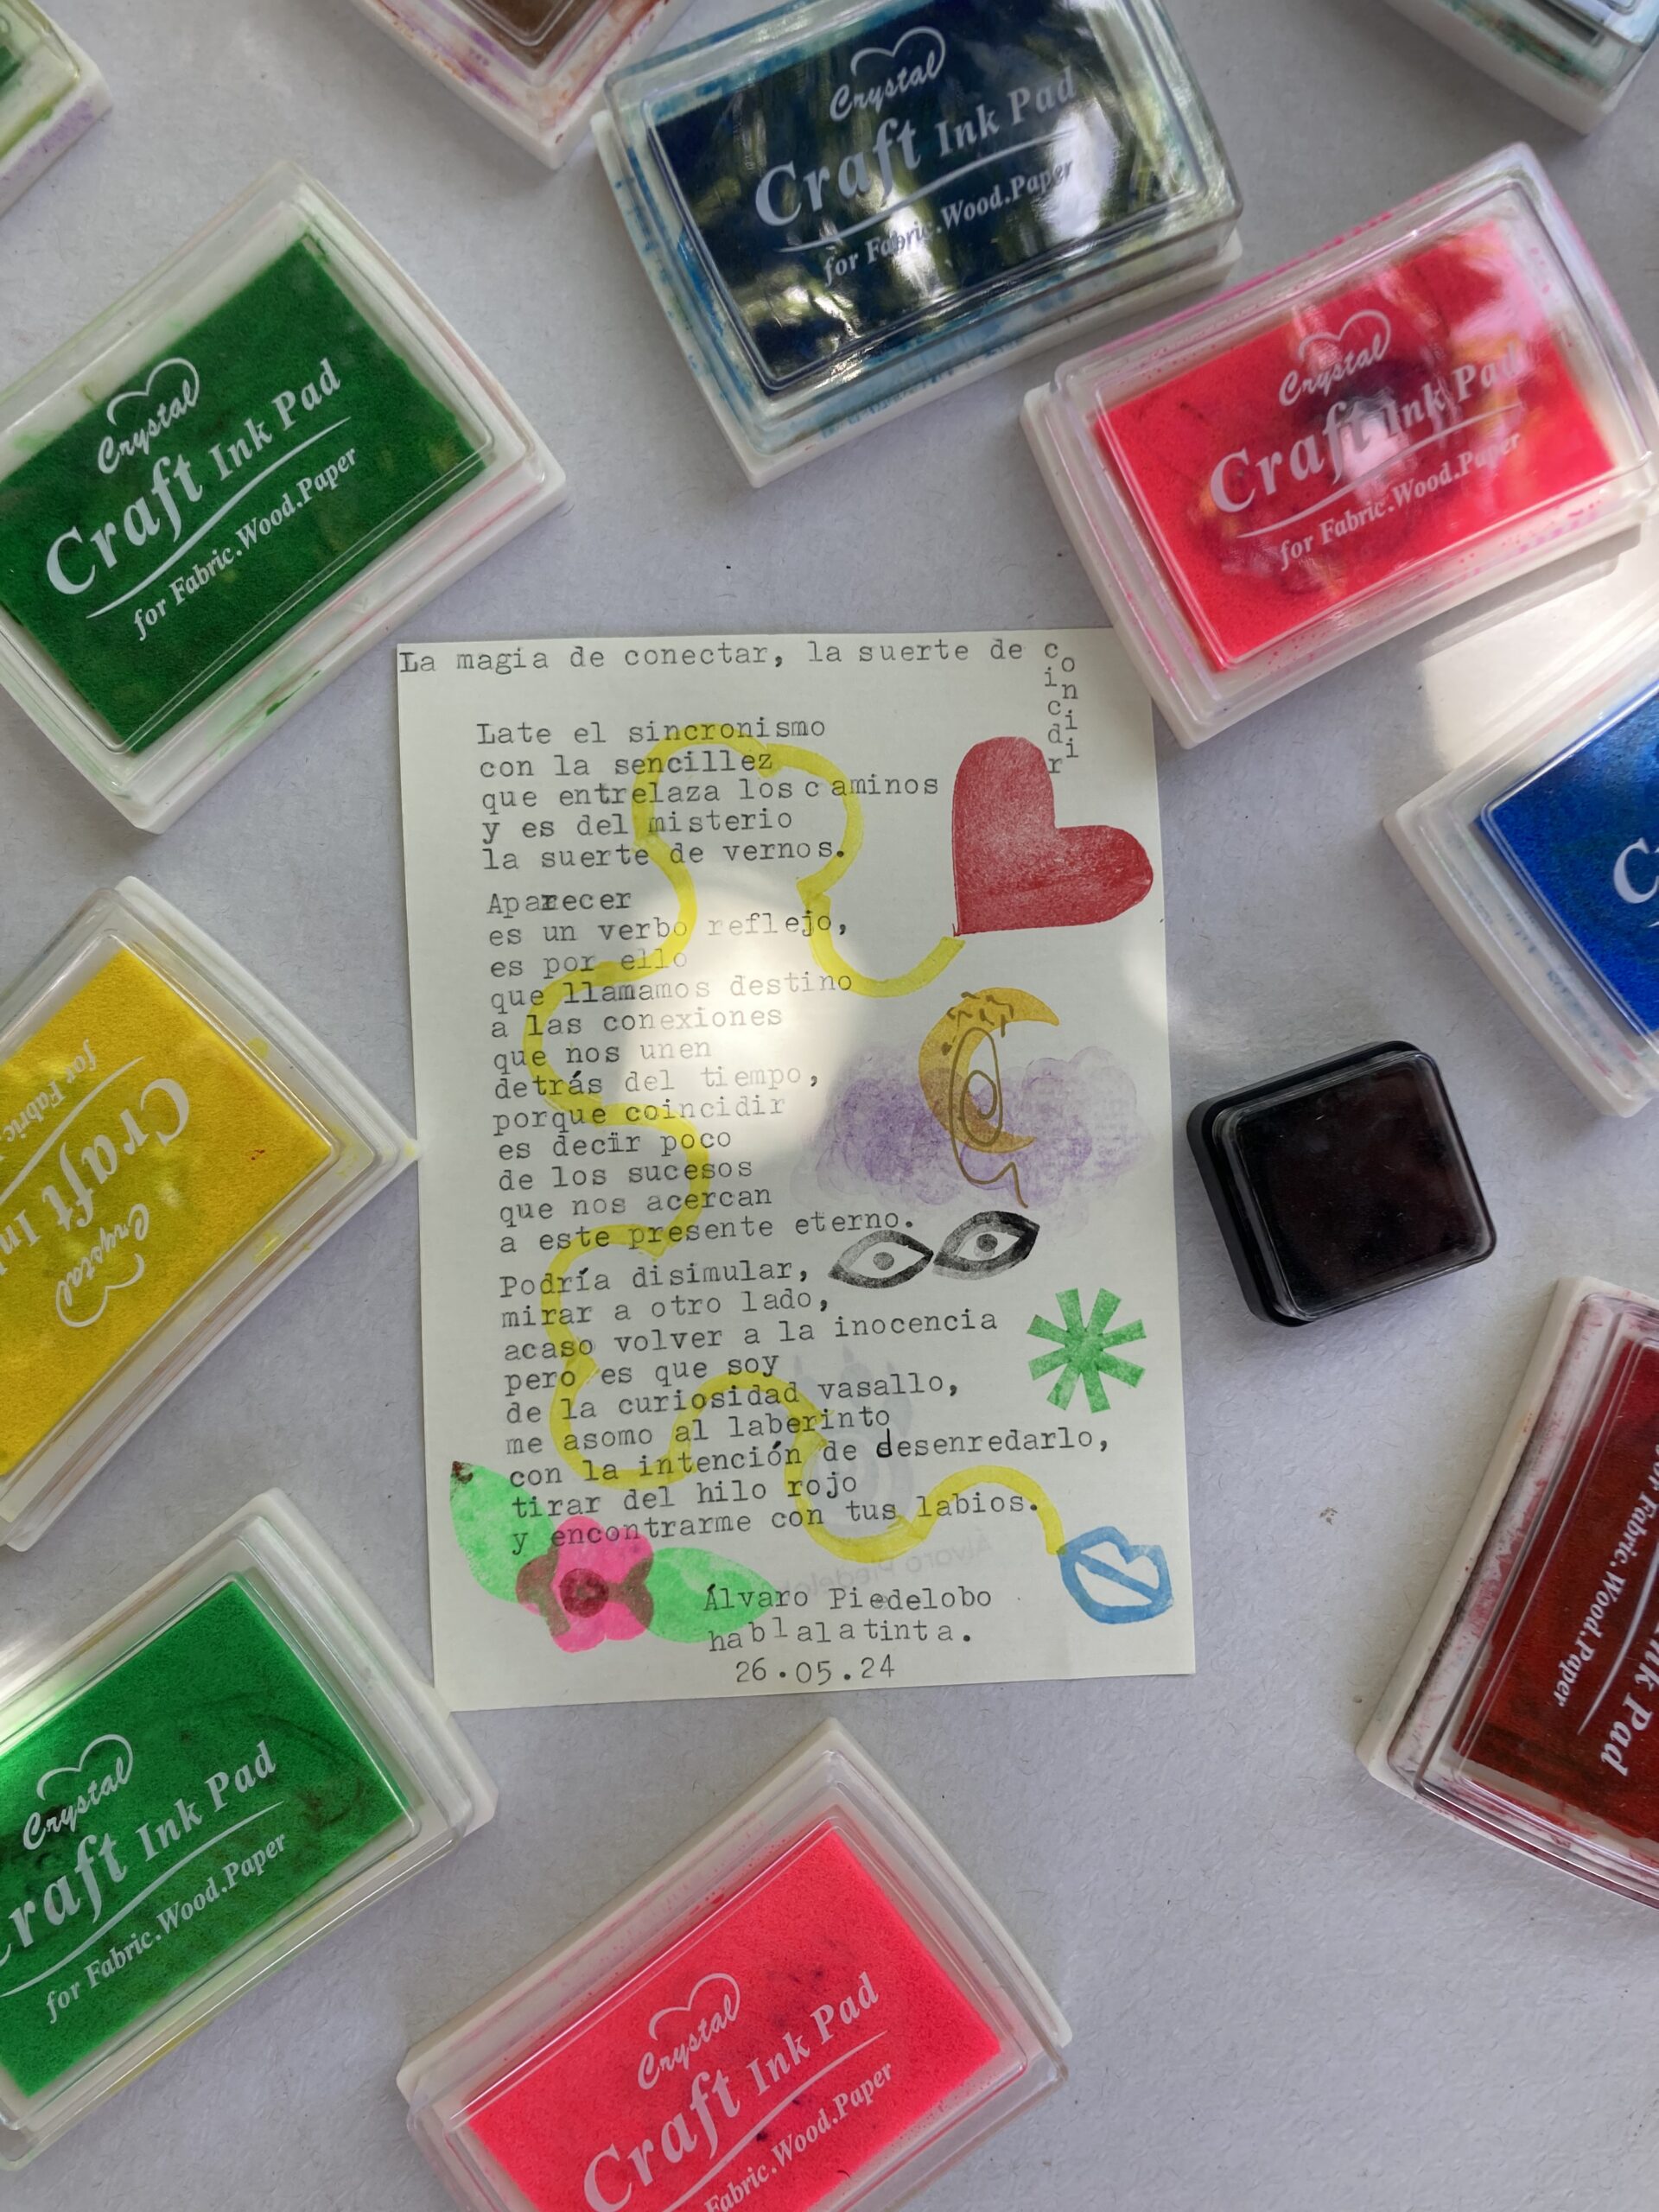 Crystal
Craft Ink Pad
for Fabric.Wood.Paper
Crystal
Craft Ink Pad
for Fabric.Wood.Paper
Crystal
Craft Ink Pad
for Fabric.Wood.Paper
La magia de conectar, la suerte de coincidir
Late el sincronismo
con la sencillez
que entrelaza los caminos
y es del misterio
la suerte de vernos.
Aparecer
es un verbo reflejo,
es por ello
que llamamos destino
a las conexiones
que nos unen
detrás del tiempo,
porque coincidir
es decir poco
de los sucesos
que nos acercan
a este presente eterno.
Podría disimular,
mirar a otro lado,
acaso volver a la inocencia
pero es que soy
de la curiosidad vasallo,
me asomo al laberinto
con la intención de desenredarlo,
tirar del hilo rojo
y encontrarme con tus labios.
Álvaro Piedelobo
hablalatinta.
26.05.24
Crystal
Craft In
for Fabric.
C
Ink Pad
for Fabric.Wood.Paper
Crystal
Craft Ink Pad
for Fabric.Wood.Paper
Crystal
Craft Ink Pad
Fabric.Wood.Paper